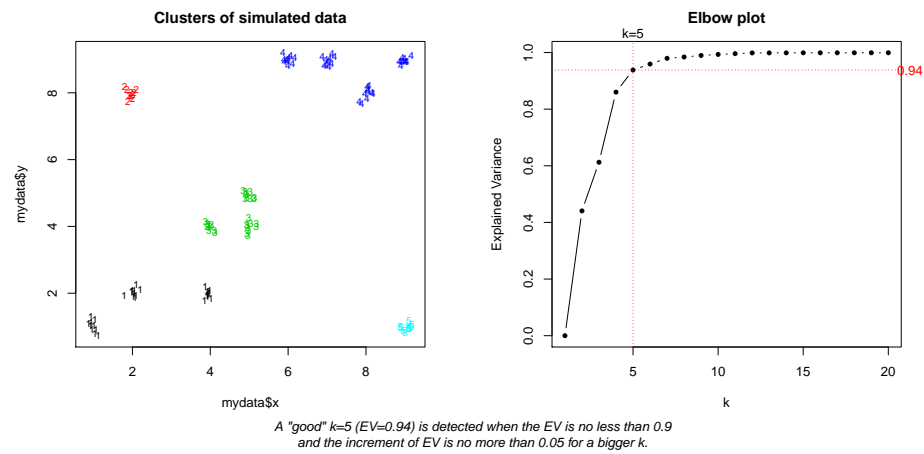 Clusters of simulated data
Elbow plot
k=5
0.94
mydata$y
2 4 6 8
2 4 6 8
mydata$x
Explained Variance
0.0 0.2 0.4 0.6 0.8 1.0
5 10 15 20
k
A "good" k=5 (EV=0.94) is detected when the EV is no less than 0.9
and the increment of EV is no more than 0.05 for a bigger k.